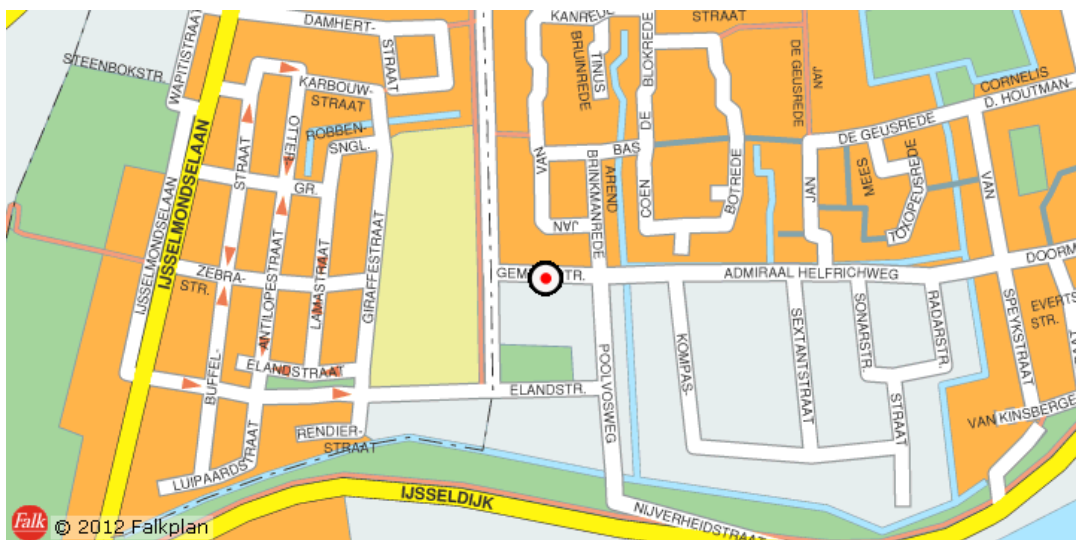 DAMHERT-
STRAAT
STEENBOKSTR.
WAPITISTRAAT
KARBOUW-
STRAAT
OTTER
ROBBEN-
SNGL.
STRAAT
GR.
IJSSELMONDSELAAN
IJSSELMONDSELAAN
ZEBRA-
STR.
ANTILOPESTRAAT
LAMASTRAAT
GIRAFFESTRAAT
ELANDSTRAAT
BUFFEL-
LUIPAARDSTRAAT
RENDIER-
STRAAT
KANREUL
BRUINREDE
TINUS
BLOKREDE
DE
COEN
VAN
JAN
BAS
BRINKMANREDE
AREND
BOTREDE
STRAAT
DE GEUSREDE
JAN
CORNELIS
D. HOUTMAN-
DE GEUSREDE
MEES
TOKOPEUSREDE
JAN
VAN
GEM
STR.
ADMIRAAL HELFRICHWEG
DOORM
SPEYKSTRAAT
EVERTS
STR.
RADARSTR.
SONARSTR.
SEXTANTSTRAAT
KOMPAS-
STRAAT
POOLVOSWEG
ELANDSTR.
VAN KINSBERGE
IJSSELDIJK
NIJVERHEIDSTRAAT
Falk © 2012 Falkplan